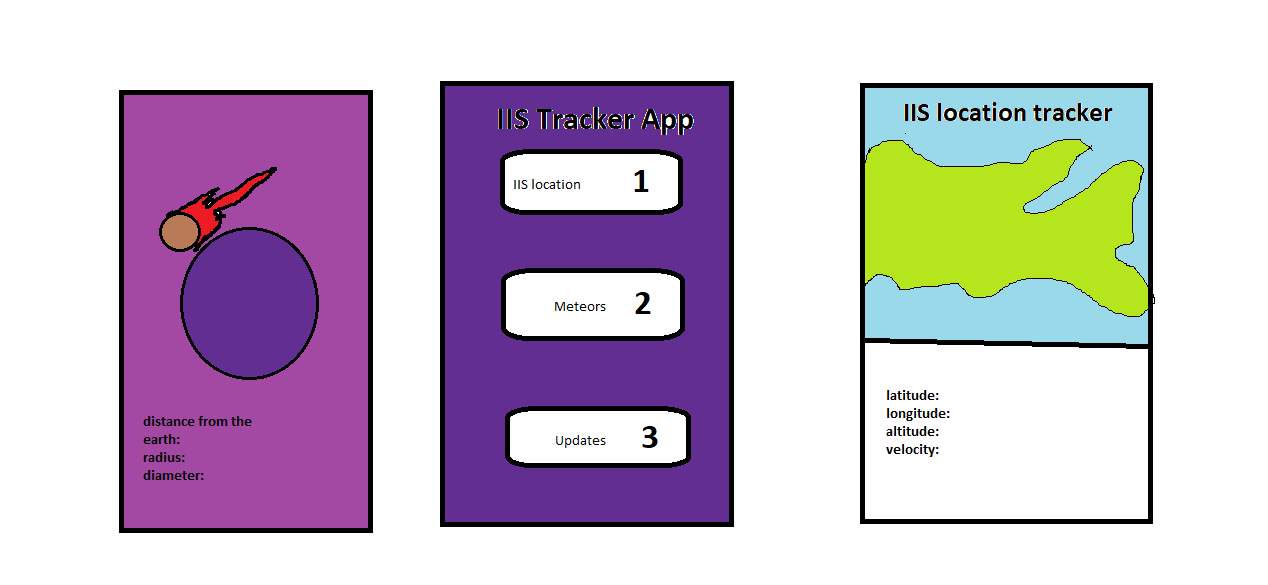 distance from the
earth:
radius:
diameter:
IIS Tracker App
IIS location 1
Meteors 2
Updates 3
IIS location tracker
latitude:
longitude:
altitude:
velocity: